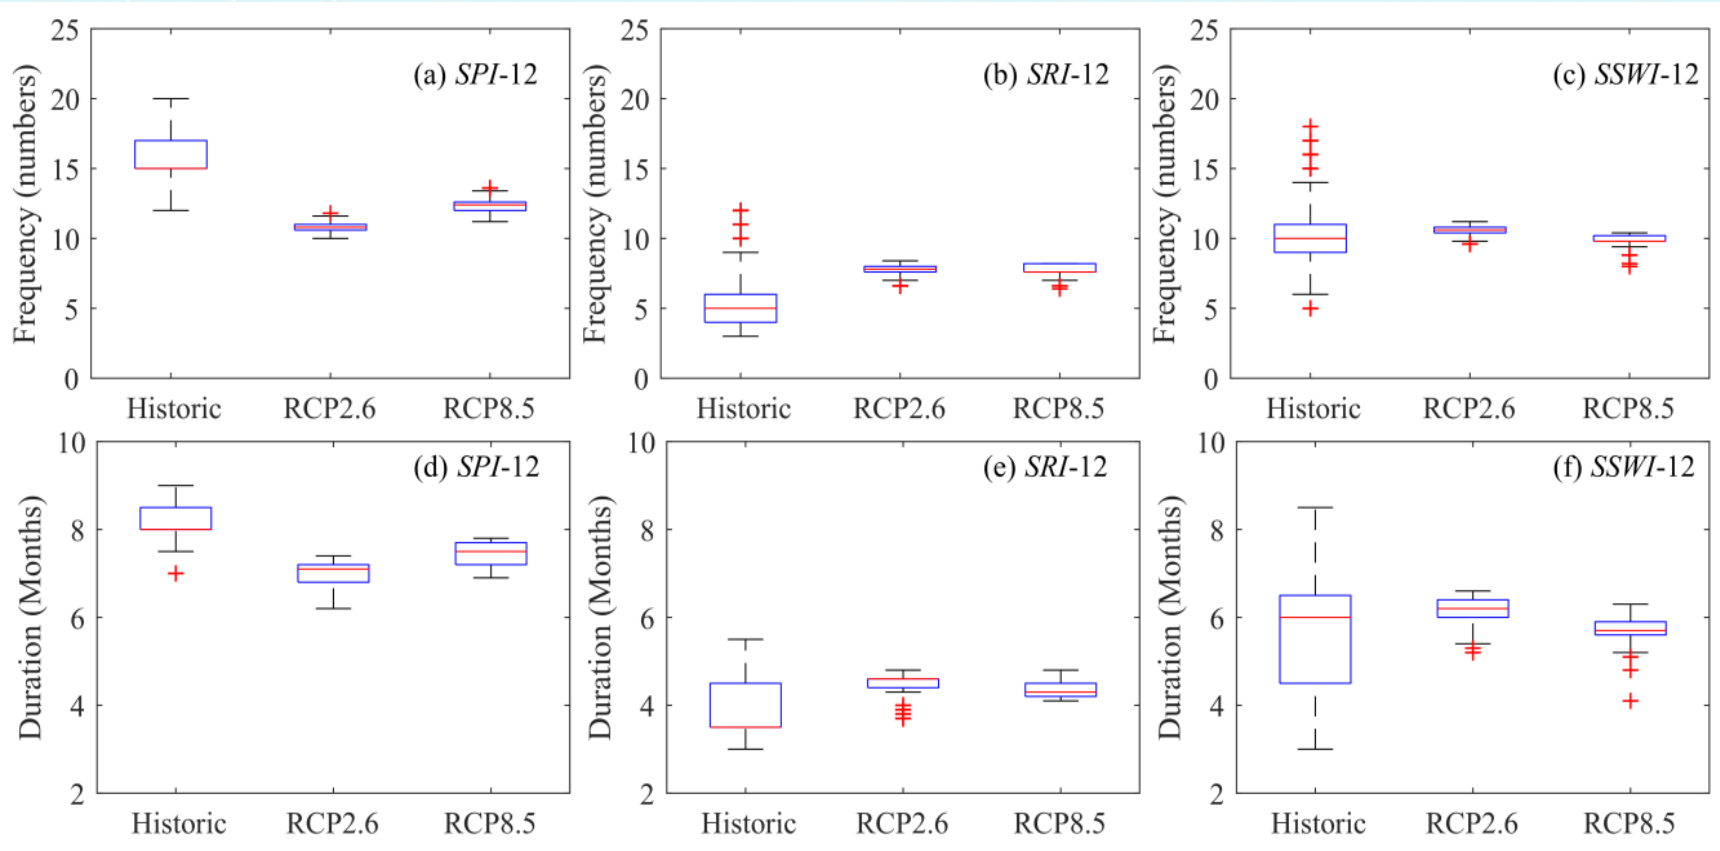 (a) SPI-12
Frequency (numbers)
25
20
15
10
5
0
Historic RCP2.6 RCP8.5
(b) SRI-12
Frequency (numbers)
25
20
15
10
5
0
Historic RCP2.6 RCP8.5
(c) SSWI-12
Frequency (numbers)
25
20
15
10
5
0
Historic RCP2.6 RCP8.5
(d) SPI-12
Duration (Months)
10
8
6
4
2
Historic RCP2.6 RCP8.5
(e) SRI-12
Duration (Months)
10
8
6
4
2
Historic RCP2.6 RCP8.5
(f) SSWI-12
Duration (Months)
10
8
6
4
2
Historic RCP2.6 RCP8.5